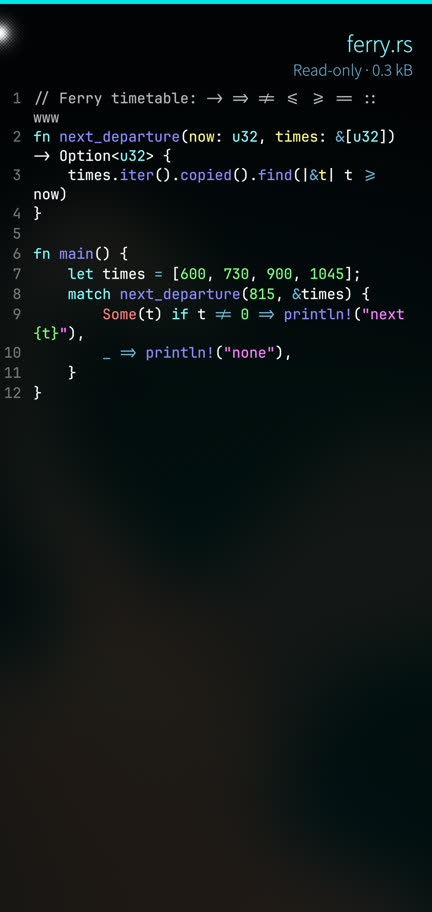 ferry.rs
Read-only · 0.3 kB
1 // Ferry timetable: -> => != <= >= == ::
www
2 fn next_departure(now: u32, times: &[u32])
-> Option<u32> {
3     times.iter().copied().find(|&t| t >=
now)
4 }
5
6 fn main() {
7     let times = [600, 730, 900, 1045];
8     match next_departure(815, &times) {
9         Some(t) if t != 0 => println!("next
{t}"),
10         _ => println!("none"),
11     }
12 }